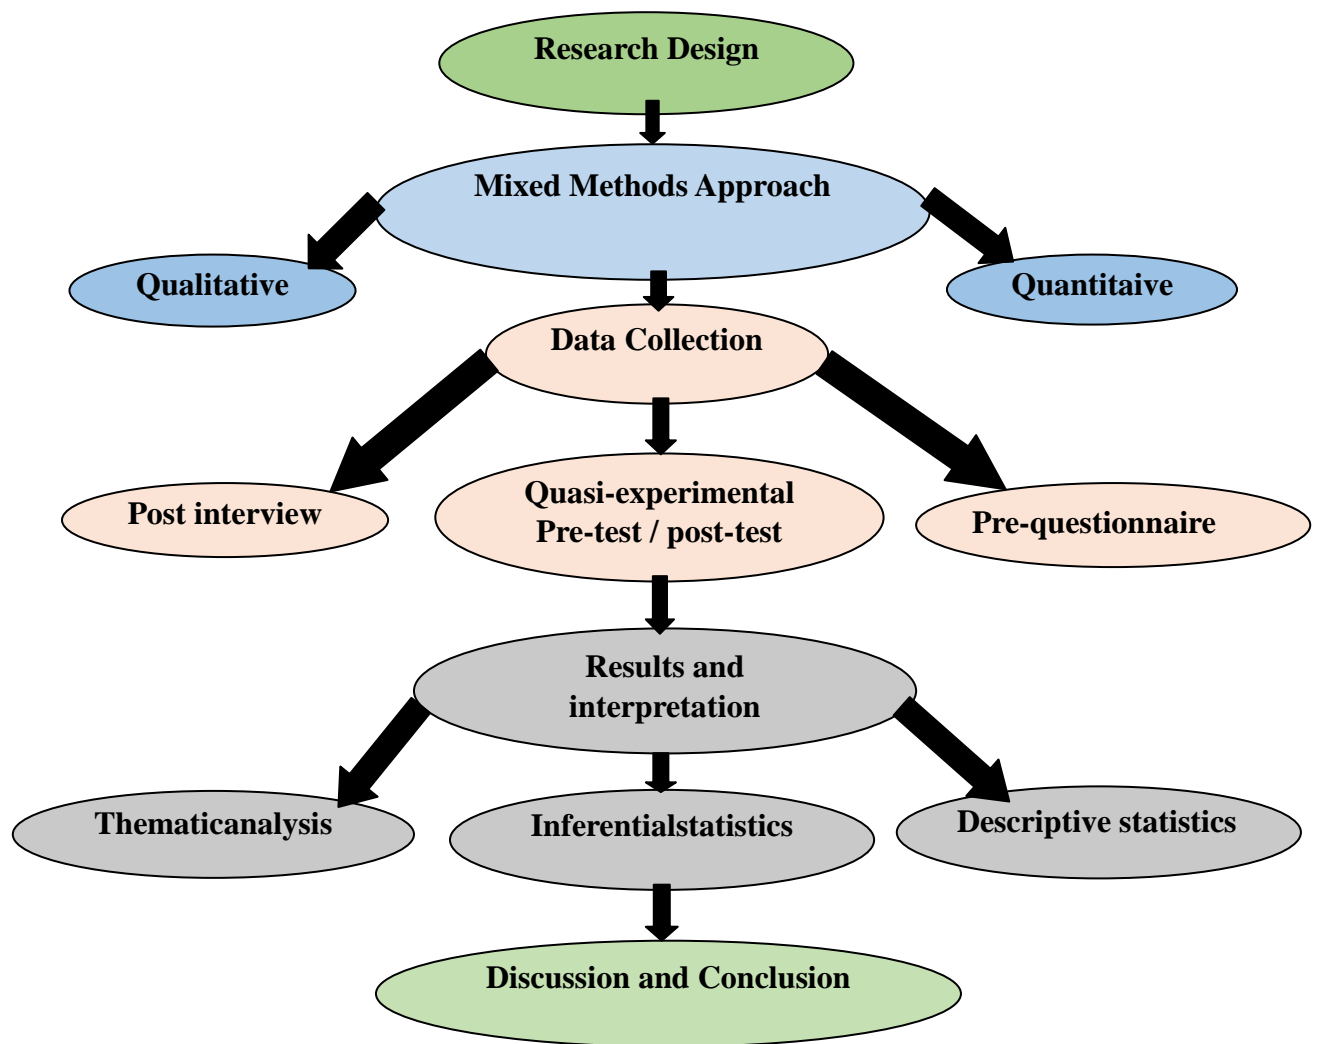 Research Design
Mixed Methods Approach
Qualitative
Quantitaive
Data Collection
Post interview
Quasi-experimental
Pre-test / post-test
Pre-questionnaire
Results and
interpretation
Thematicanalysis
Inferentialstatistics
Descriptive statistics
Discussion and Conclusion